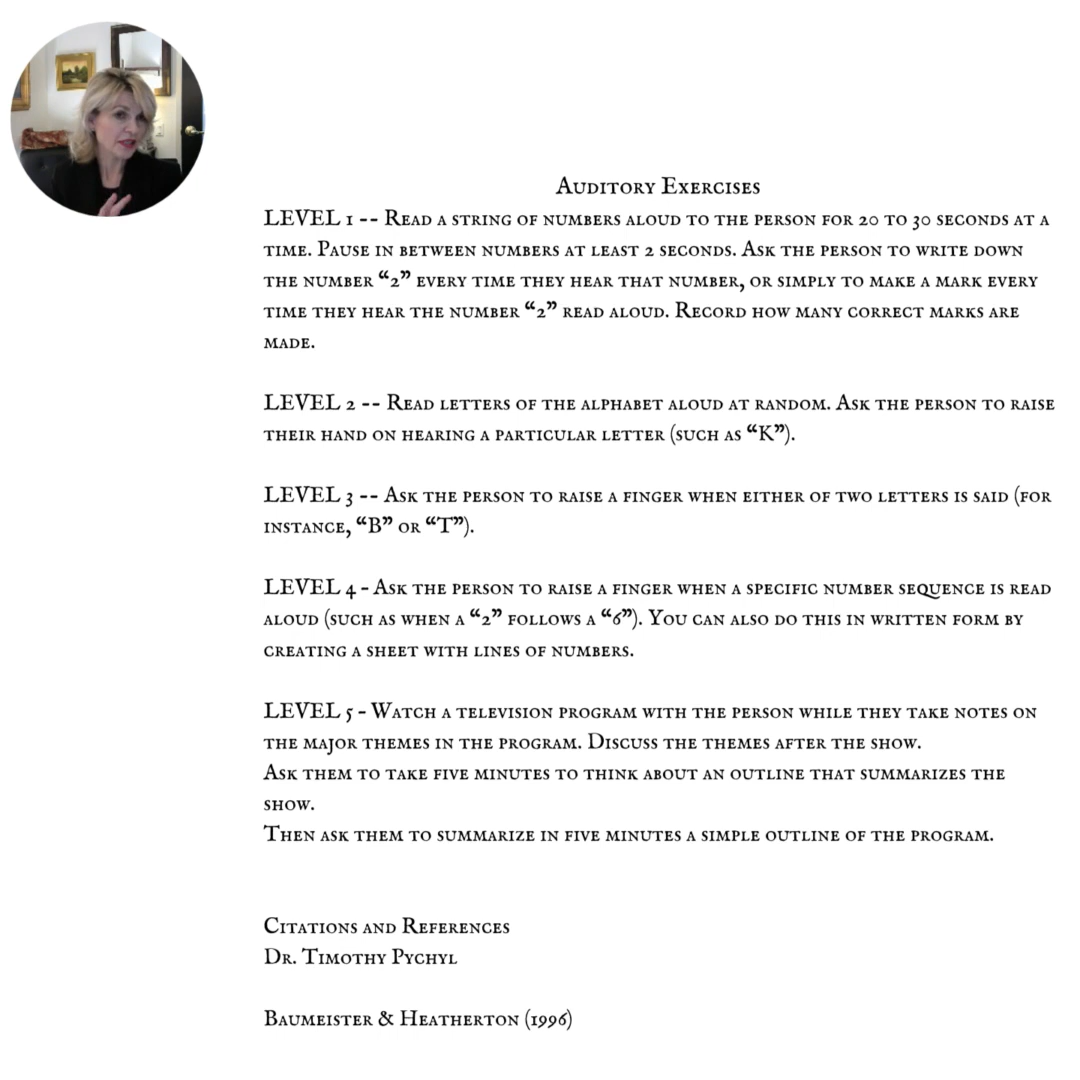 Auditory Exercises
LEVEL 1 -- Read a string of numbers aloud to the person for 20 to 30 seconds at a
time. Pause in between numbers at least 2 seconds. Ask the person to write down
the number “2” every time they hear that number, or simply to make a mark every
time they hear the number “2” read aloud. Record how many correct marks are
made.
LEVEL 2 -- Read letters of the alphabet aloud at random. Ask the person to raise
their hand on hearing a particular letter (such as “K”).
LEVEL 3 -- Ask the person to raise a finger when either of two letters is said (for
instance, “B” or “T”).
LEVEL 4 - Ask the person to raise a finger when a specific number sequence is read
aloud (such as when a “2” follows a “6”). You can also do this in written form by
creating a sheet with lines of numbers.
LEVEL 5 - Watch a television program with the person while they take notes on
the major themes in the program. Discuss the themes after the show.
Ask them to take five minutes to think about an outline that summarizes the
show.
Then ask them to summarize in five minutes a simple outline of the program.
Citations and References
Dr. Timothy Pychyl
Baumeister & Heatherton (1996)